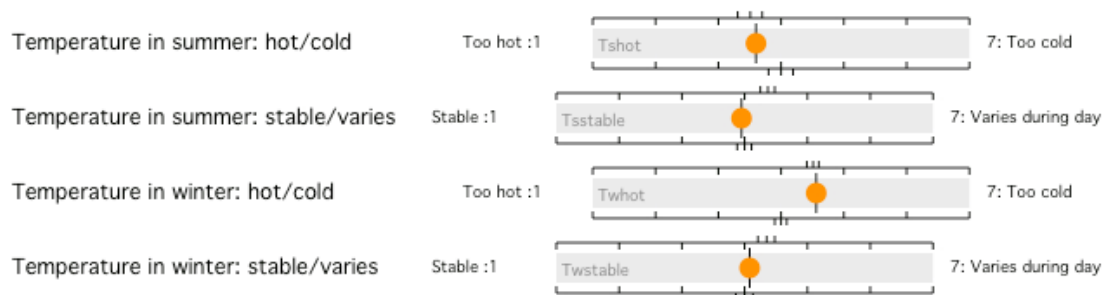 Temperature in summer: hot/cold Too hot :1 Tshot 7: Too cold
Temperature in summer: stable/varies Stable :1 Tsstable 7: Varies during day
Temperature in winter: hot/cold Too hot :1 Twhot 7: Too cold
Temperature in winter: stable/varies Stable :1 Twstable 7: Varies during day